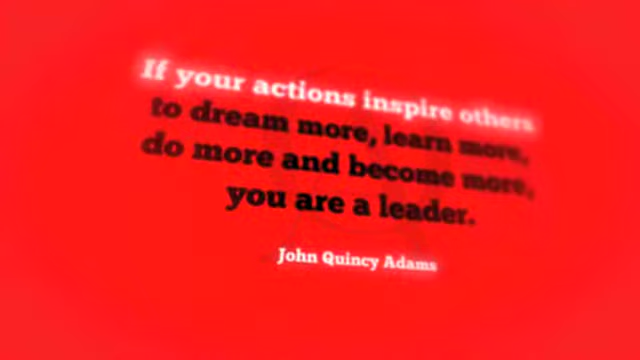 If your actions inspire others
to dream more, learn more,
do more and become more,
you are a leader.
John Quincy Adams